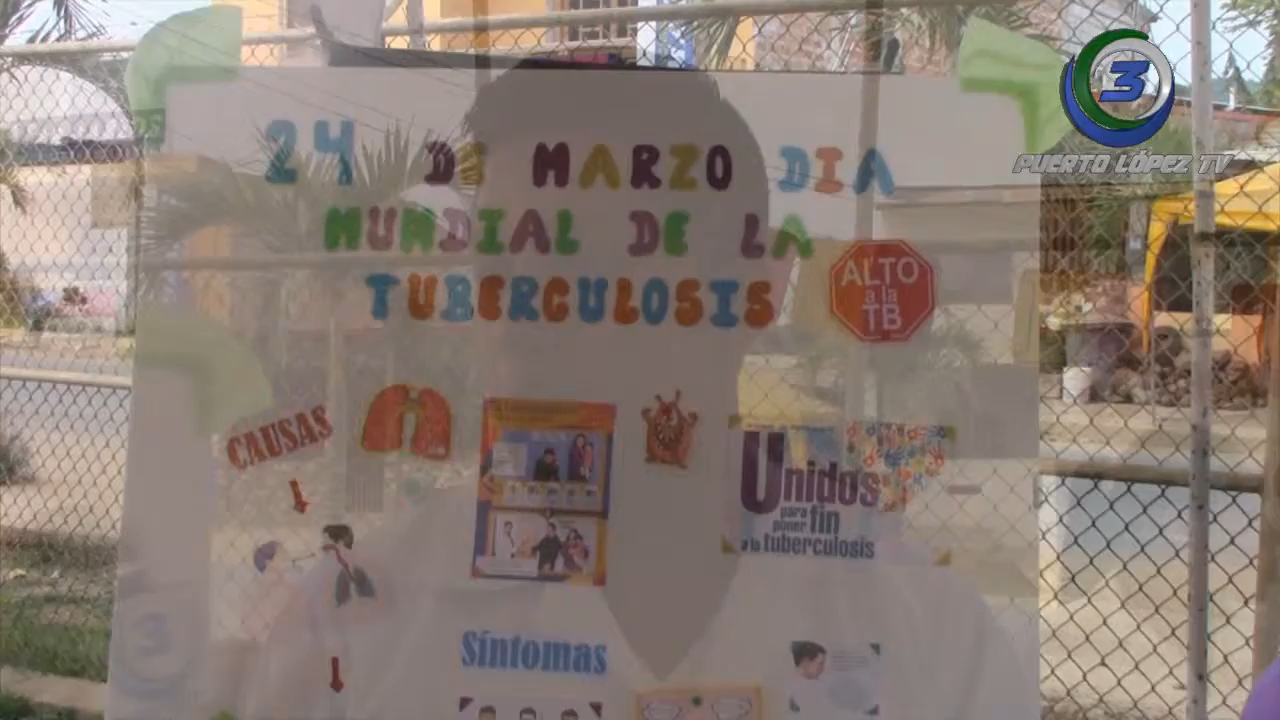 3
PUERTO LÓPEZ TV
24 DE MARZO DIA
MUNDIAL DE LA
TUBERCULOSIS
ALTO
a la
TB
CAUSAS
Unidos
para fin
poner
a la tuberculosis
Síntomas